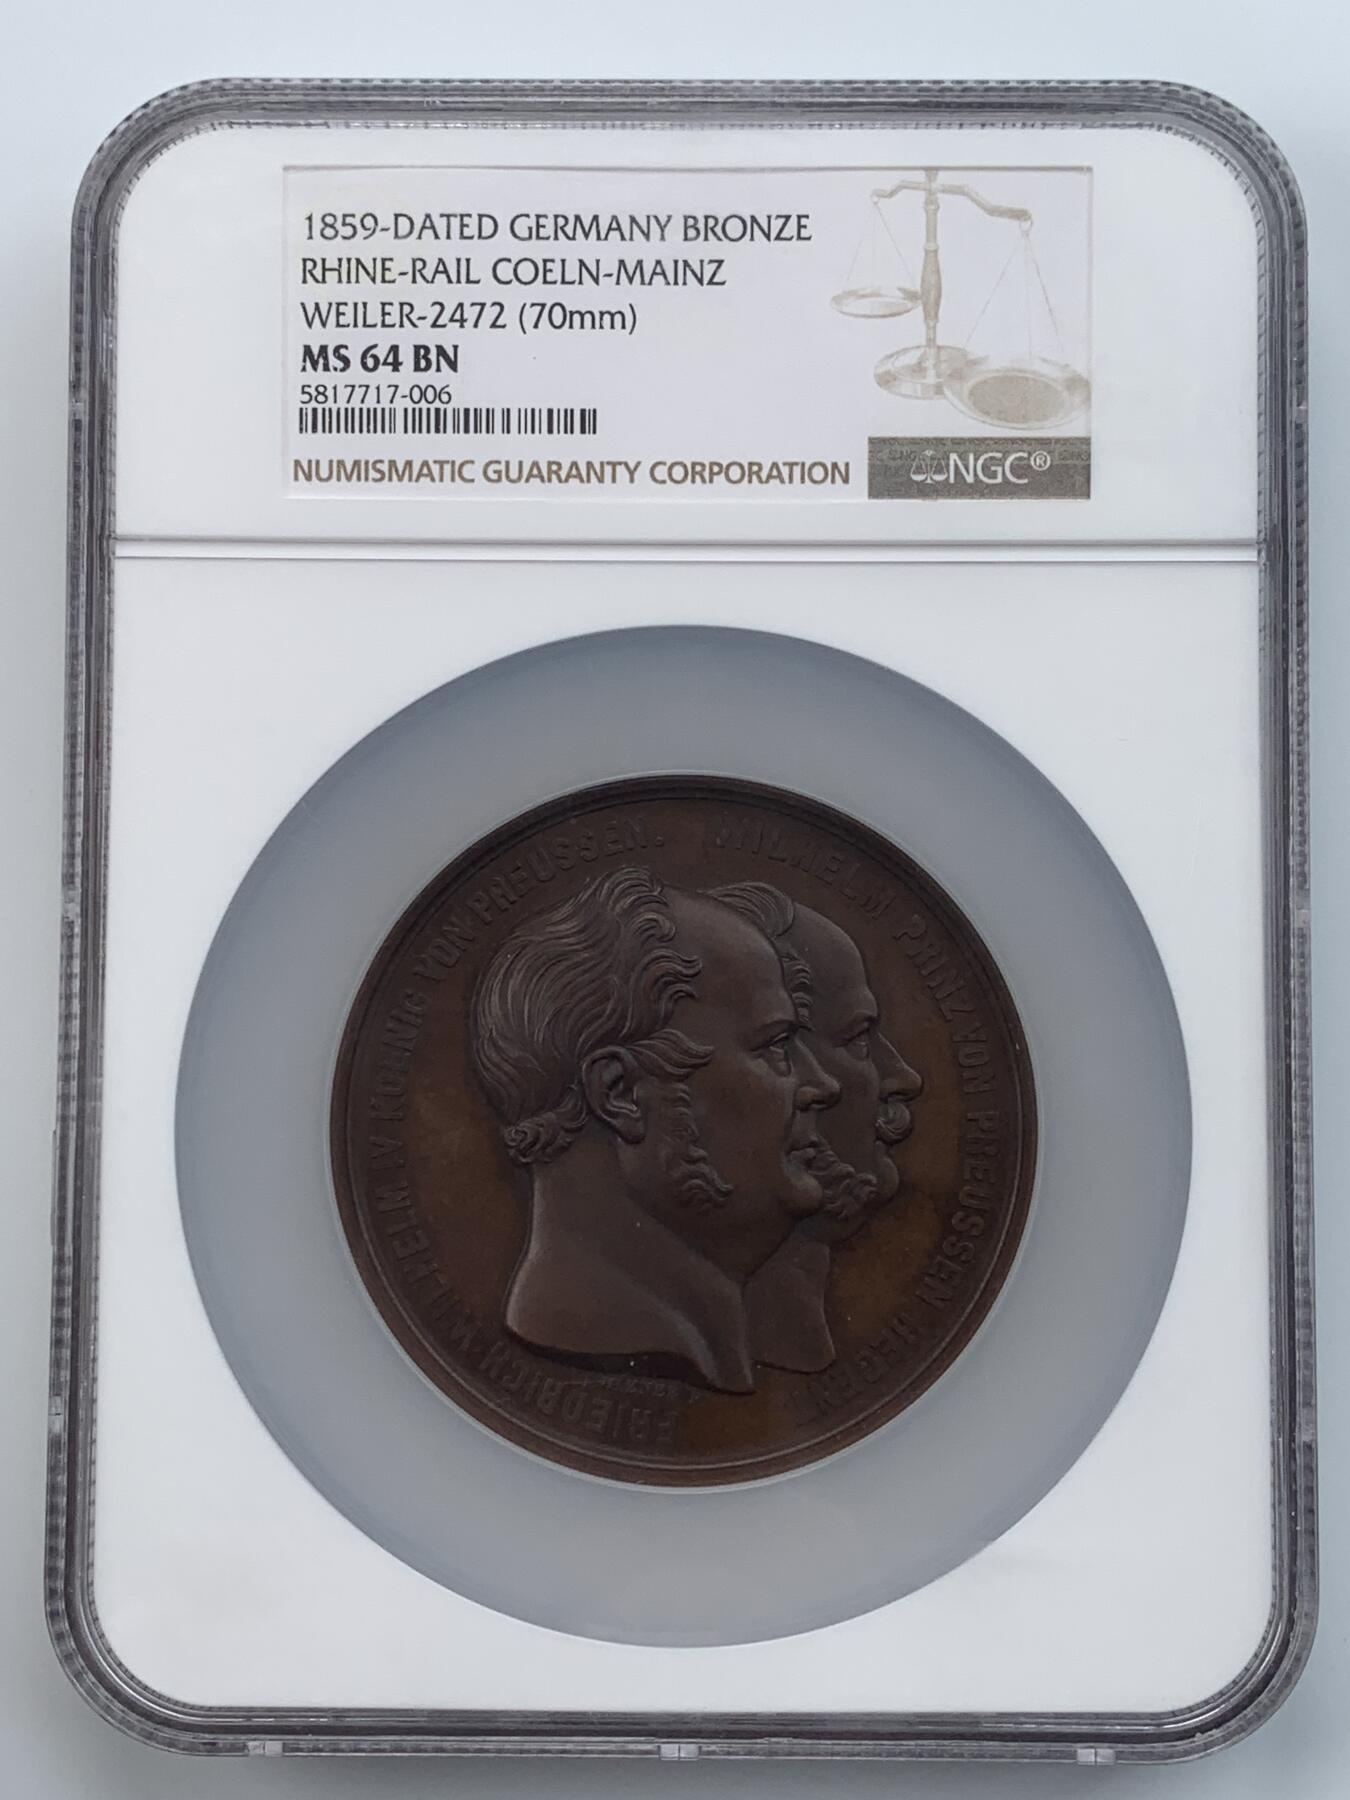 1859-DATED GERMANY BRONZE
RHINE-RAIL COELN-MAINZ
WEILER-2472 (70mm)
MS 64 BN
5817717-006
NUMISMATIC GUARANTY CORPORATION
NGC®
FRIEDRICH WILHELM IV KOENIG VON PREUSSEN. WILHELM PRINZ VON PREUSSEN REGENT